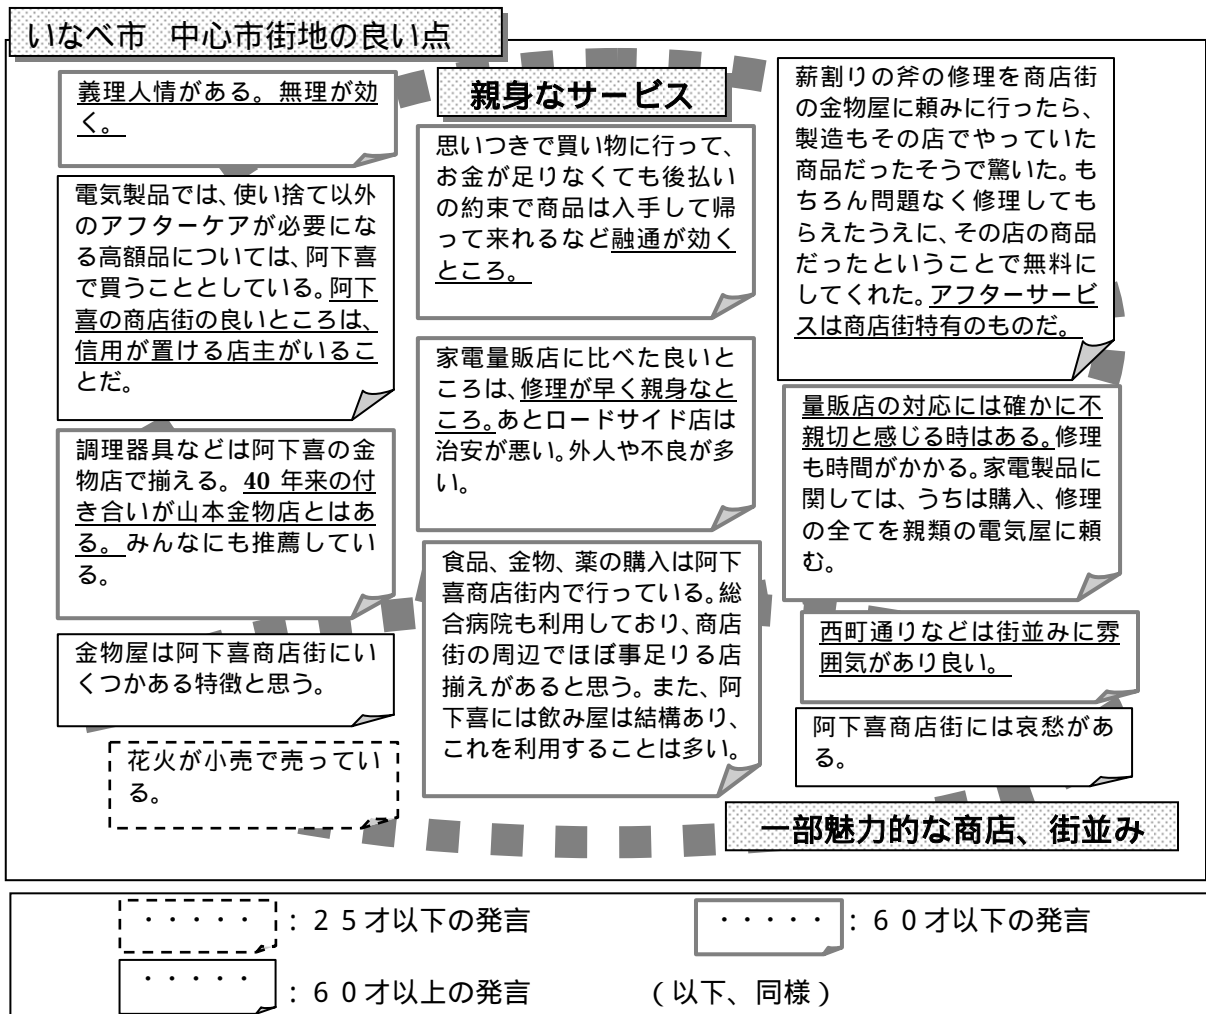 いなべ市 中心市街地の良い点
親身なサービス
義理人情がある。無理が効
く。
電気製品では、使い捨て以外
のアフターケアが必要にな
る高額品については、阿下喜
で買うこととしている。阿下
喜の商店街の良いところは、
信用が置ける店主がいるこ
とだ。
調理器具などは阿下喜の金
物店で揃える。40 年来の付
き合いが山本金物店とはあ
る。みんなにも推薦してい
る。
金物屋は阿下喜商店街にい
くつかある特徴と思う。
花火が小売で売ってい
る。
思いつきで買い物に行って、
お金が足りなくても後払い
の約束で商品は入手して帰
って来れるなど融通が効く
ところ。
家電量販店に比べた良いと
ころは、修理が早く親身なと
ころ。あとロードサイド店は
治安が悪い。外人や不良が多
い。
食品、金物、薬の購入は阿下
喜商店街内で行っている。総
合病院も利用しており、商店
街の周辺でほぼ事足りる店
揃えがあると思う。また、阿
下喜には飲み屋は結構あり、
これを利用することは多い。
薪割りの斧の修理を商店街
の金物屋に頼みに行ったら、
製造もその店でやっていた
商品だったそうで驚いた。も
ちろん問題なく修理しても
らえたうえに、その店の商品
だったということで無料に
してくれた。アフターサービ
スは商店街特有のものだ。
量販店の対応には確かに不
親切と感じる時はある。修理
も時間がかかる。家電製品に
関しては、うちは購入、修理
の全てを親類の電気屋に頼
む。
西町通りなどは街並みに雰
囲気があり良い。
阿下喜商店街には哀愁があ
る。
一部魅力的な商店、街並み
・・・・・：２５才以下の発言
・・・・・：６０才以下の発言
・・・・・：６０才以上の発言
（以下、同様）